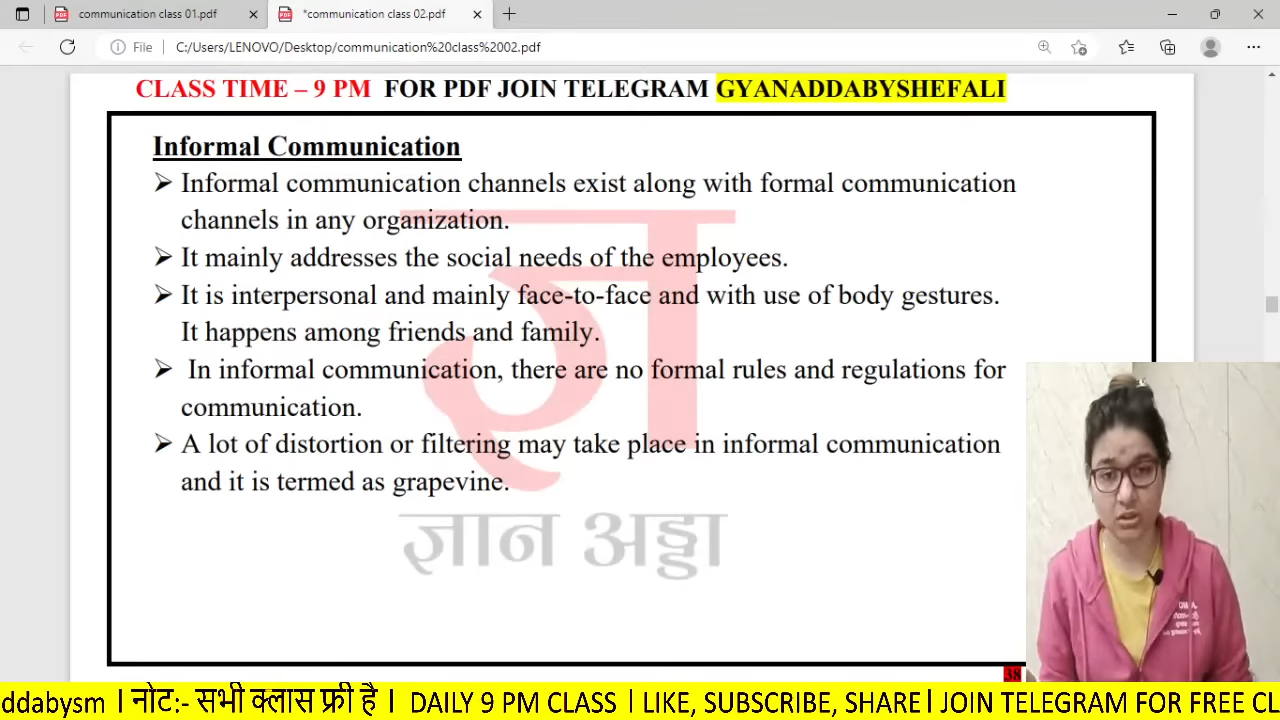 communication class 01.pdf
*communication class 02.pdf
File
C:/Users/LENOVO/Desktop/communication%20class%2002.pdf
CLASS TIME – 9 PM FOR PDF JOIN TELEGRAM GYANADDABYSHEFALI
Informal Communication
➢ Informal communication channels exist along with formal communication
channels in any organization.
➢ It mainly addresses the social needs of the employees.
➢ It is interpersonal and mainly face-to-face and with use of body gestures.
It happens among friends and family.
➢ In informal communication, there are no formal rules and regulations for
communication.
➢ A lot of distortion or filtering may take place in informal communication
and it is termed as grapevine.
ज्ञ
ज्ञान अड्डा
38
ddabysm । नोट:- सभी क्लास फ्री है । DAILY 9 PM CLASS । LIKE, SUBSCRIBE, SHARE। JOIN TELEGRAM FOR FREE CL